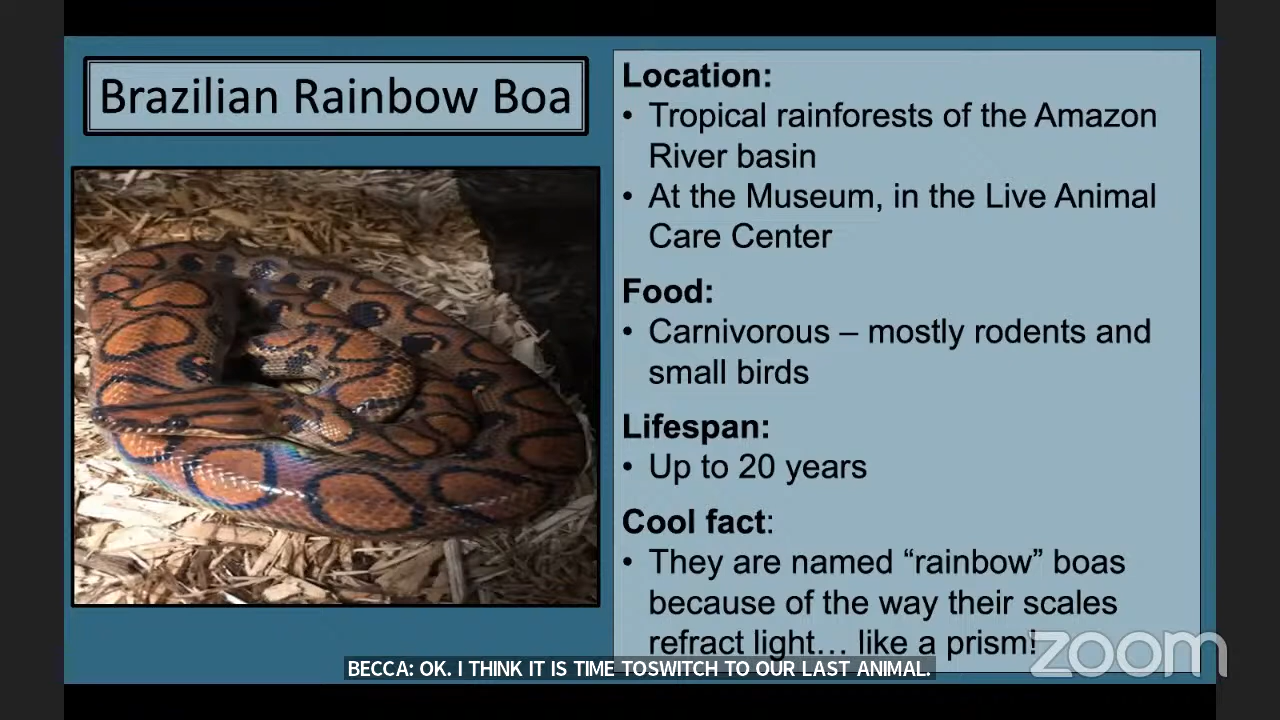 Brazilian Rainbow Boa
Location:
• Tropical rainforests of the Amazon
River basin
• At the Museum, in the Live Animal
Care Center
Food:
• Carnivorous – mostly rodents and
small birds
Lifespan:
• Up to 20 years
Cool fact:
• They are named “rainbow” boas
because of the way their scales
refract light… like a prism!
zoom
BECCA: OK. I THINK IT IS TIME TOSWITCH TO OUR LAST ANIMAL.